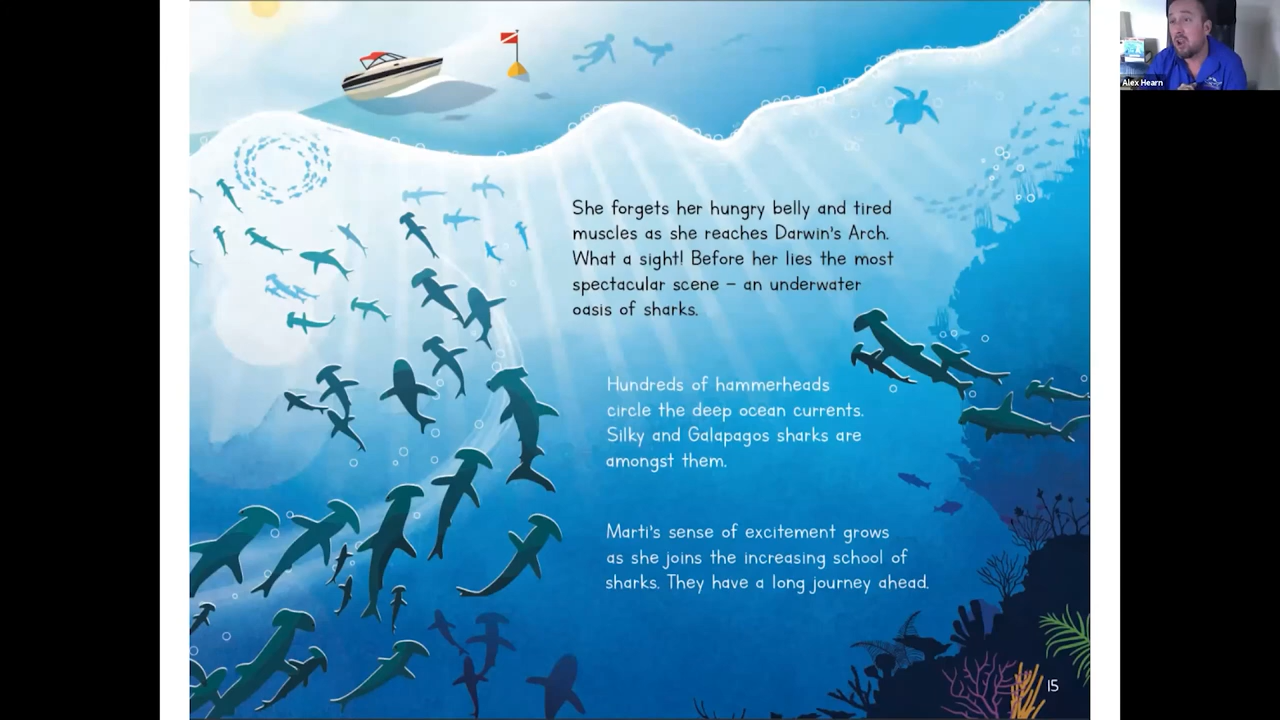 Alex Hearn
She forgets her hungry belly and tired
muscles as she reaches Darwin's Arch.
What a sight! Before her lies the most
spectacular scene – an underwater
oasis of sharks.
Hundreds of hammerheads
circle the deep ocean currents.
Silky and Galapagos sharks are
amongst them.
Marti's sense of excitement grows
as she joins the increasing school of
sharks. They have a long journey ahead.
15